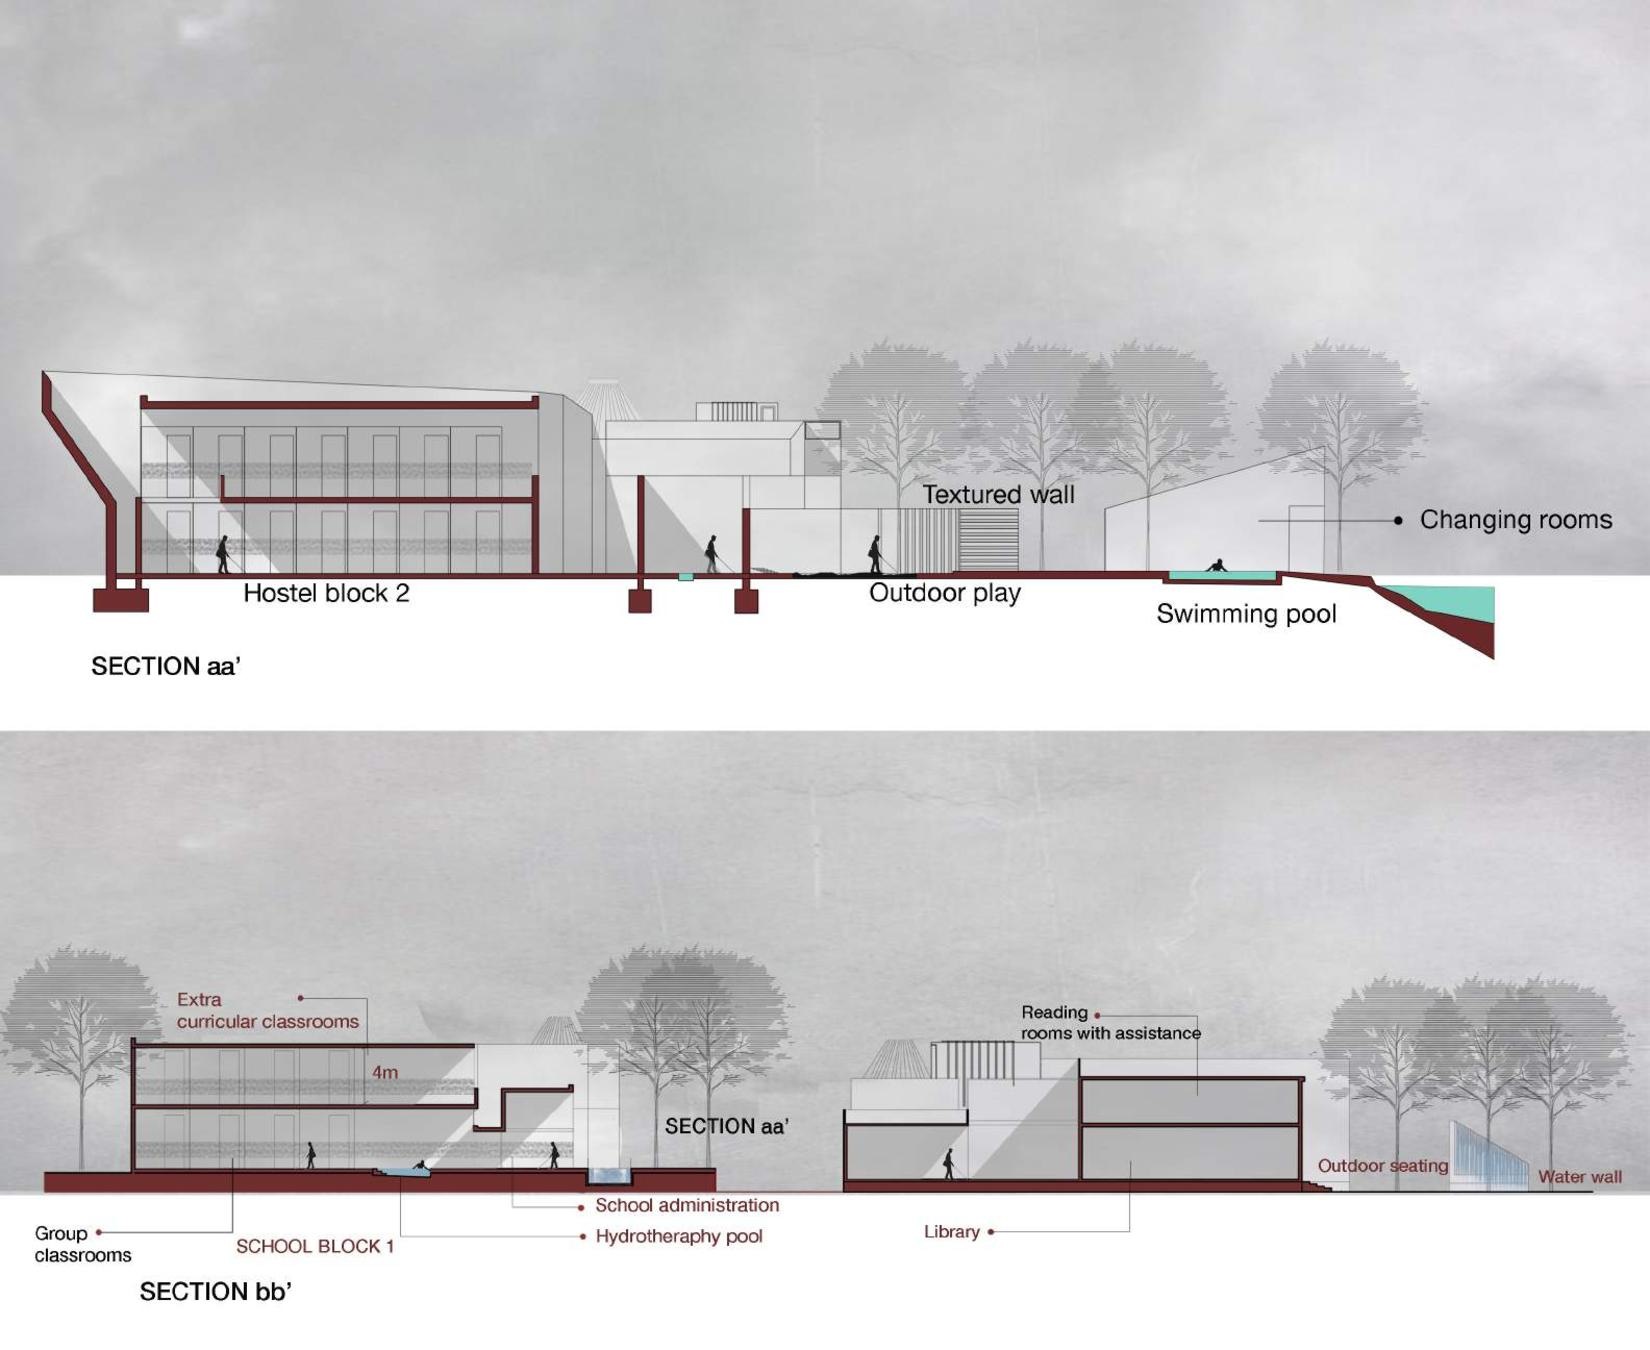 Textured wall
Changing rooms
Hostel block 2
Outdoor play
Swimming pool
SECTION aa’
Extra
curricular classrooms
4m
Reading
rooms with assistance
SECTION aa’
Outdoor seating
Water wall
School administration
Group
classrooms
SCHOOL BLOCK 1
Hydrotheraphy pool
Library
SECTION bb’